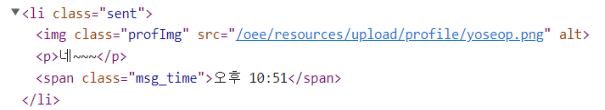 ▼<li class="sent">
<img class="profImg" src="/oee/resources/upload/profile/yoseop.png" alt>
<p>네~~~</p>
<span class="msg_time">오후 10:51</span>
</li>